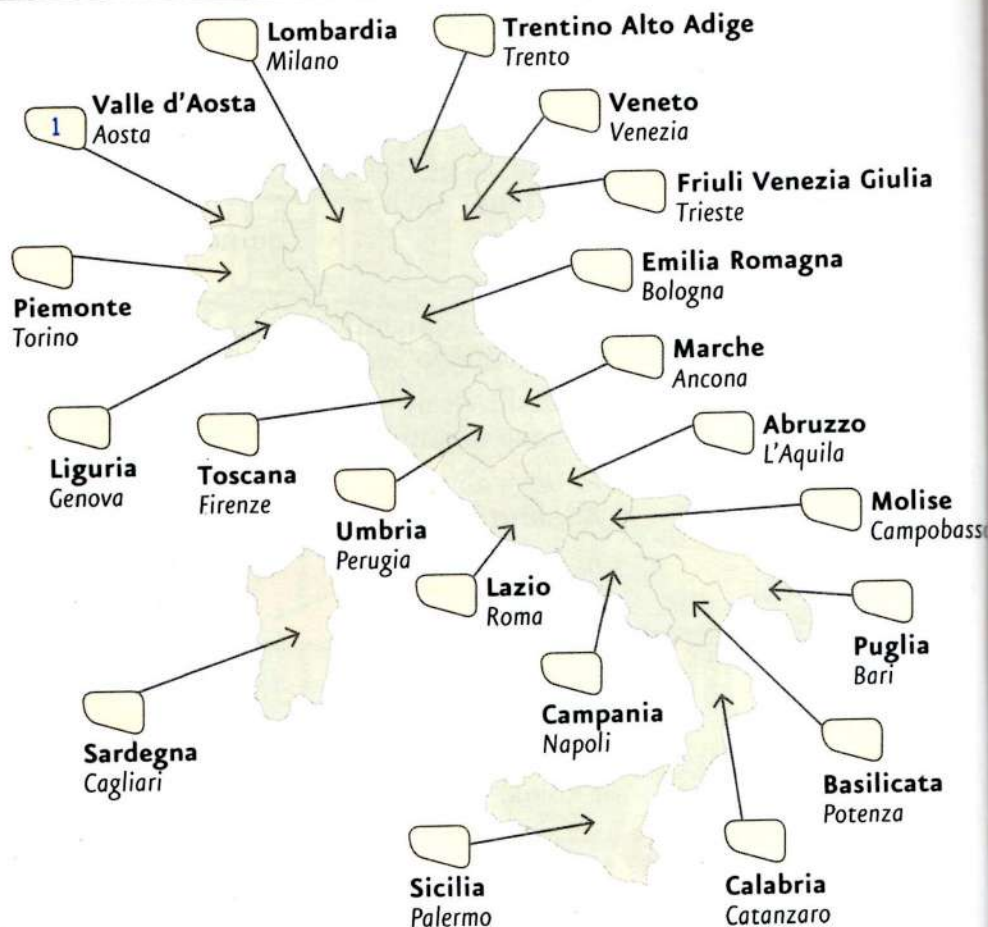 Lombardia
Milano
Trentino Alto Adige
Trento
1
Valle d'Aosta
Aosta
Veneto
Venezia
Friuli Venezia Giulia
Trieste
Piemonte
Torino
Emilia Romagna
Bologna
Marche
Ancona
Liguria
Genova
Toscana
Firenze
Abruzzo
L'Aquila
Umbria
Perugia
Molise
Campobasso
Lazio
Roma
Puglia
Bari
Sardegna
Cagliari
Campania
Napoli
Basilicata
Potenza
Sicilia
Palermo
Calabria
Catanzaro